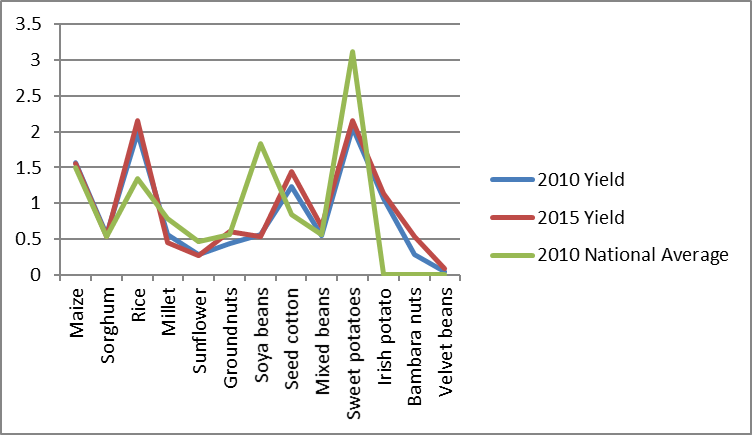 3.5
3
2.5
2
1.5
1
0.5
0
Maize
Sorghum
Rice
Millet
Sunflower
Groundnuts
Soya beans
Seed cotton
Mixed beans
Sweet potatoes
Irish potato
Bambara nuts
Velvet beans
2010 Yield
2015 Yield
2010 National Average